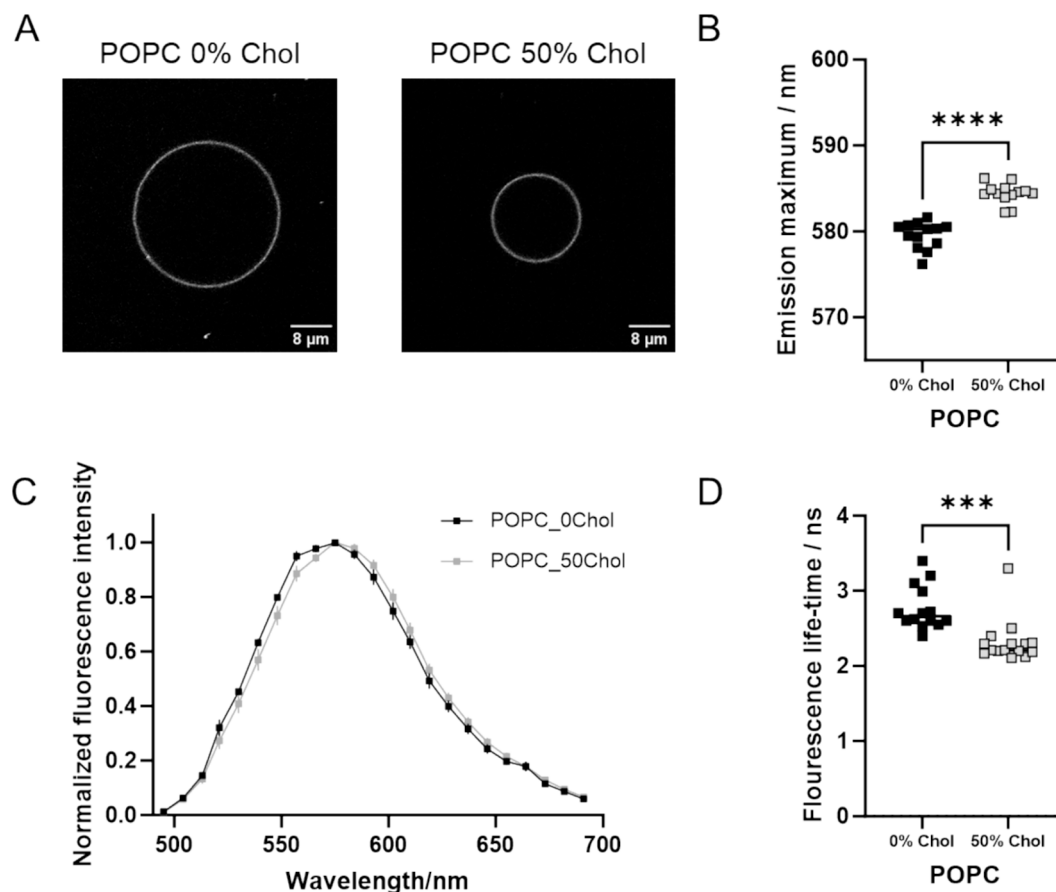 A
POPC 0% Chol
POPC 50% Chol
8 µm
8 µm
B
Emission maximum / nm
600
590
580
570
****
0% Chol
50% Chol
POPC
C
Normalized fluorescence intensity
1.0
0.8
0.6
0.4
0.2
0.0
500
550
600
650
700
Wavelength/nm
POPC_0Chol
POPC_50Chol
D
Flourescence life-time / ns
4
3
2
1
0
***
0% Chol
50% Chol
POPC